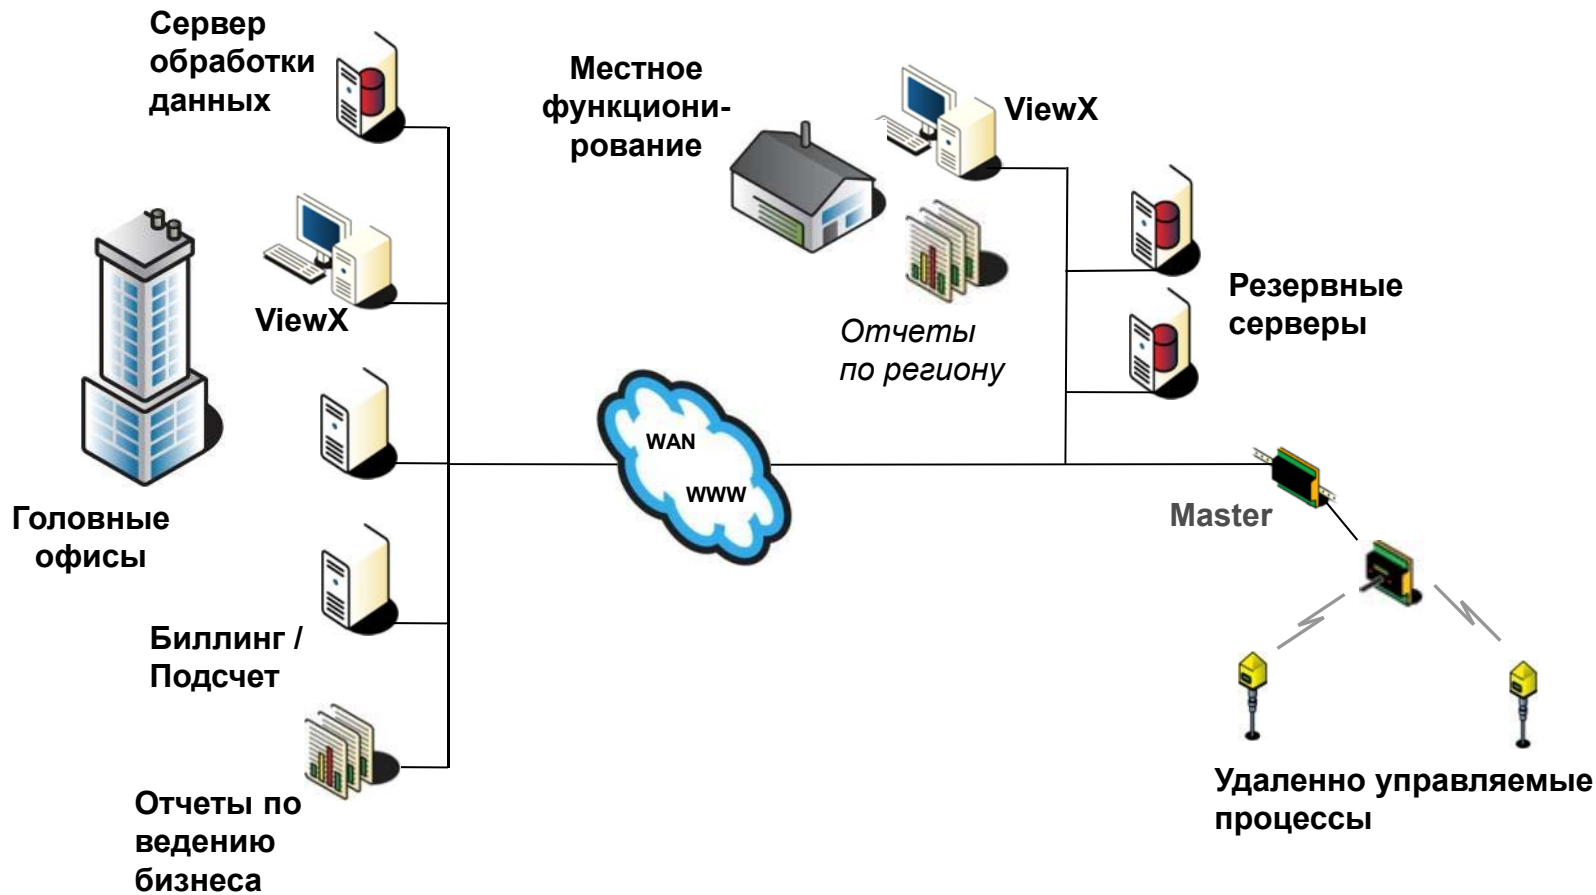 Сервер
обработки
данных
ViewX
Головные
офисы
Биллинг /
Подсчет
Отчеты по
ведению
бизнеса
WAN
WWW
Местное
функциони-
рование
ViewX
Отчеты
по региону
Резервные
серверы
Master
Удаленно управляемые
процессы